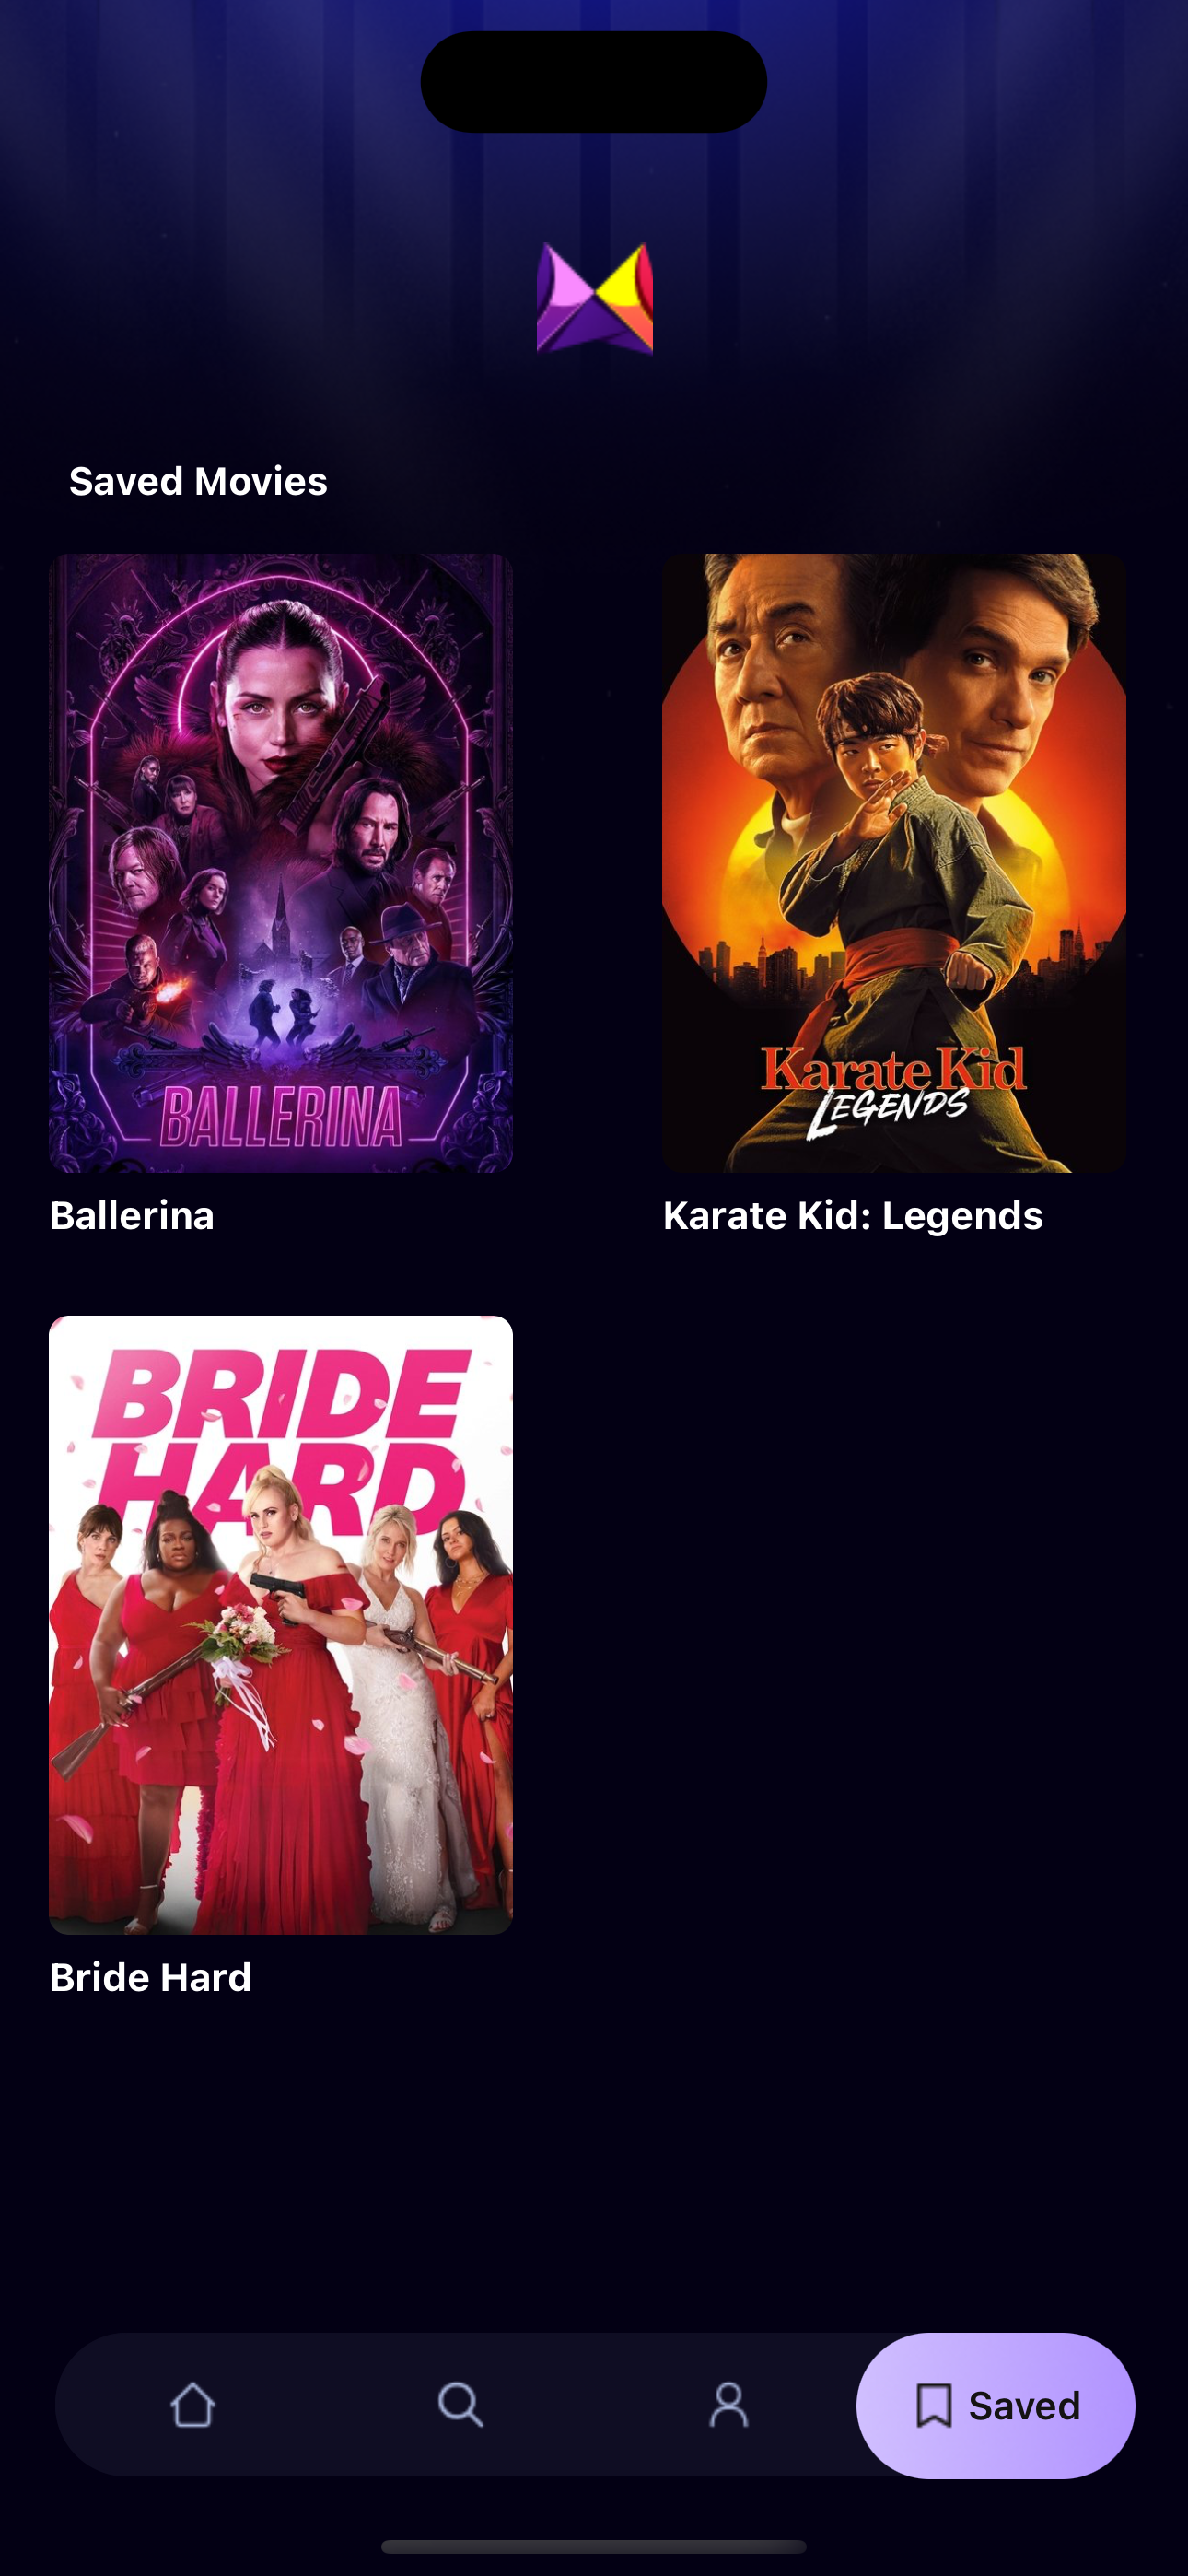 Saved Movies
BALLERINA
Karate Kid
LEGENDS
Ballerina
Karate Kid: Legends
BRIDE
HARD
Bride Hard
Saved